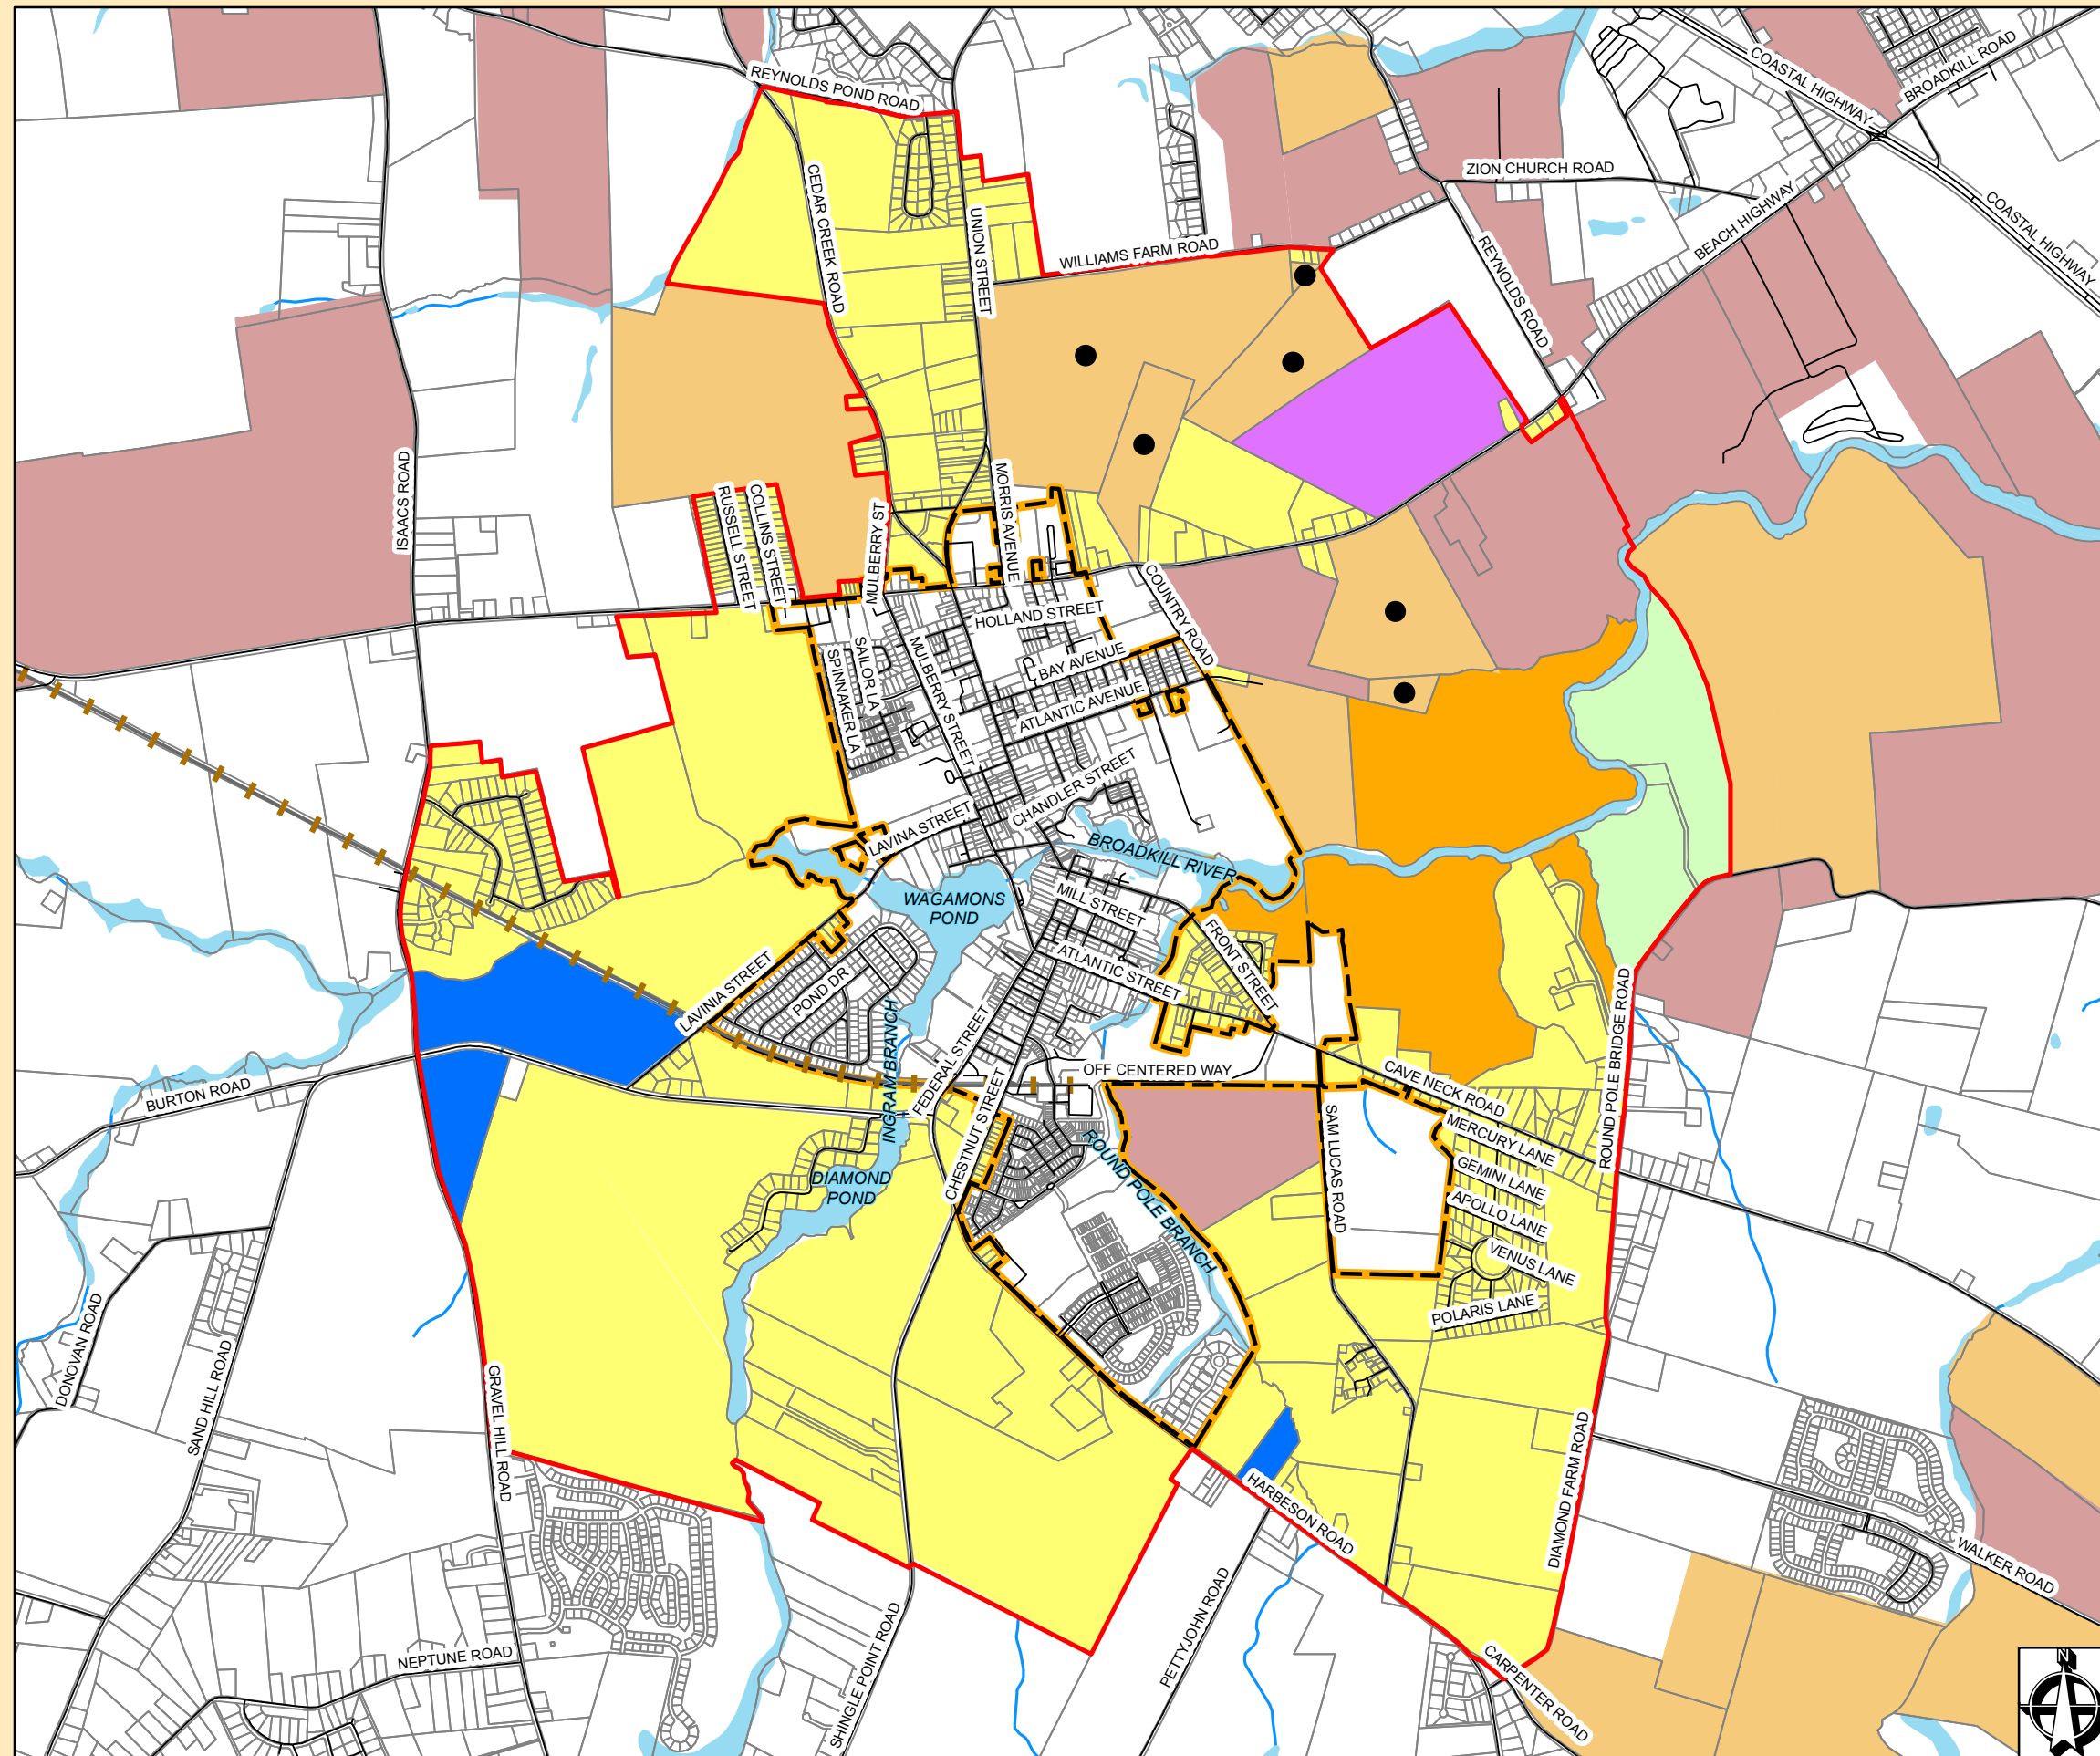 REYNOLDS POND ROAD
COASTAL HIGHWAY
BROADKILL ROAD
ZION CHURCH ROAD
CEDAR CREEK ROAD
UNION STREET
WILLIAMS FARM ROAD
REYNOLDS ROAD
BEACH HIGHWAY
COASTAL HIGHWAY
ISAACS ROAD
RUSSELL STREET
COLLINS STREET
MULBERRY ST
MORRIS AVENUE
COUNTRY ROAD
HOLLAND STREET
SPINNAKER LA
SAILOR LA
MULBERRY STREET
BAY AVENUE
ATLANTIC AVENUE
CHANDLER STREET
LAVINA STREET
BROADKILL RIVER
WAGAMONS
POND
MILL STREET
FRONT STREET
ATLANTIC STREET
LAVINIA STREET
POND DR
INGRAM BRANCH
FEDERAL STREET
OFF CENTERED WAY
CAVE NECK ROAD
ROUND POLE BRIDGE ROAD
BURTON ROAD
CHESTNUT STREET
ROUND POLE BRANCH
SAM LUCAS ROAD
MERCURY LANE
GEMINI LANE
APOLLO LANE
VENUS LANE
POLARIS LANE
DIAMOND
POND
DONOVAN ROAD
SAND HILL ROAD
GRAVEL HILL ROAD
HARBESON ROAD
DIAMOND FARM ROAD
WALKER ROAD
NEPTUNE ROAD
SHINGLE POINT ROAD
PETTYJOHN ROAD
CARPENTER ROAD
N